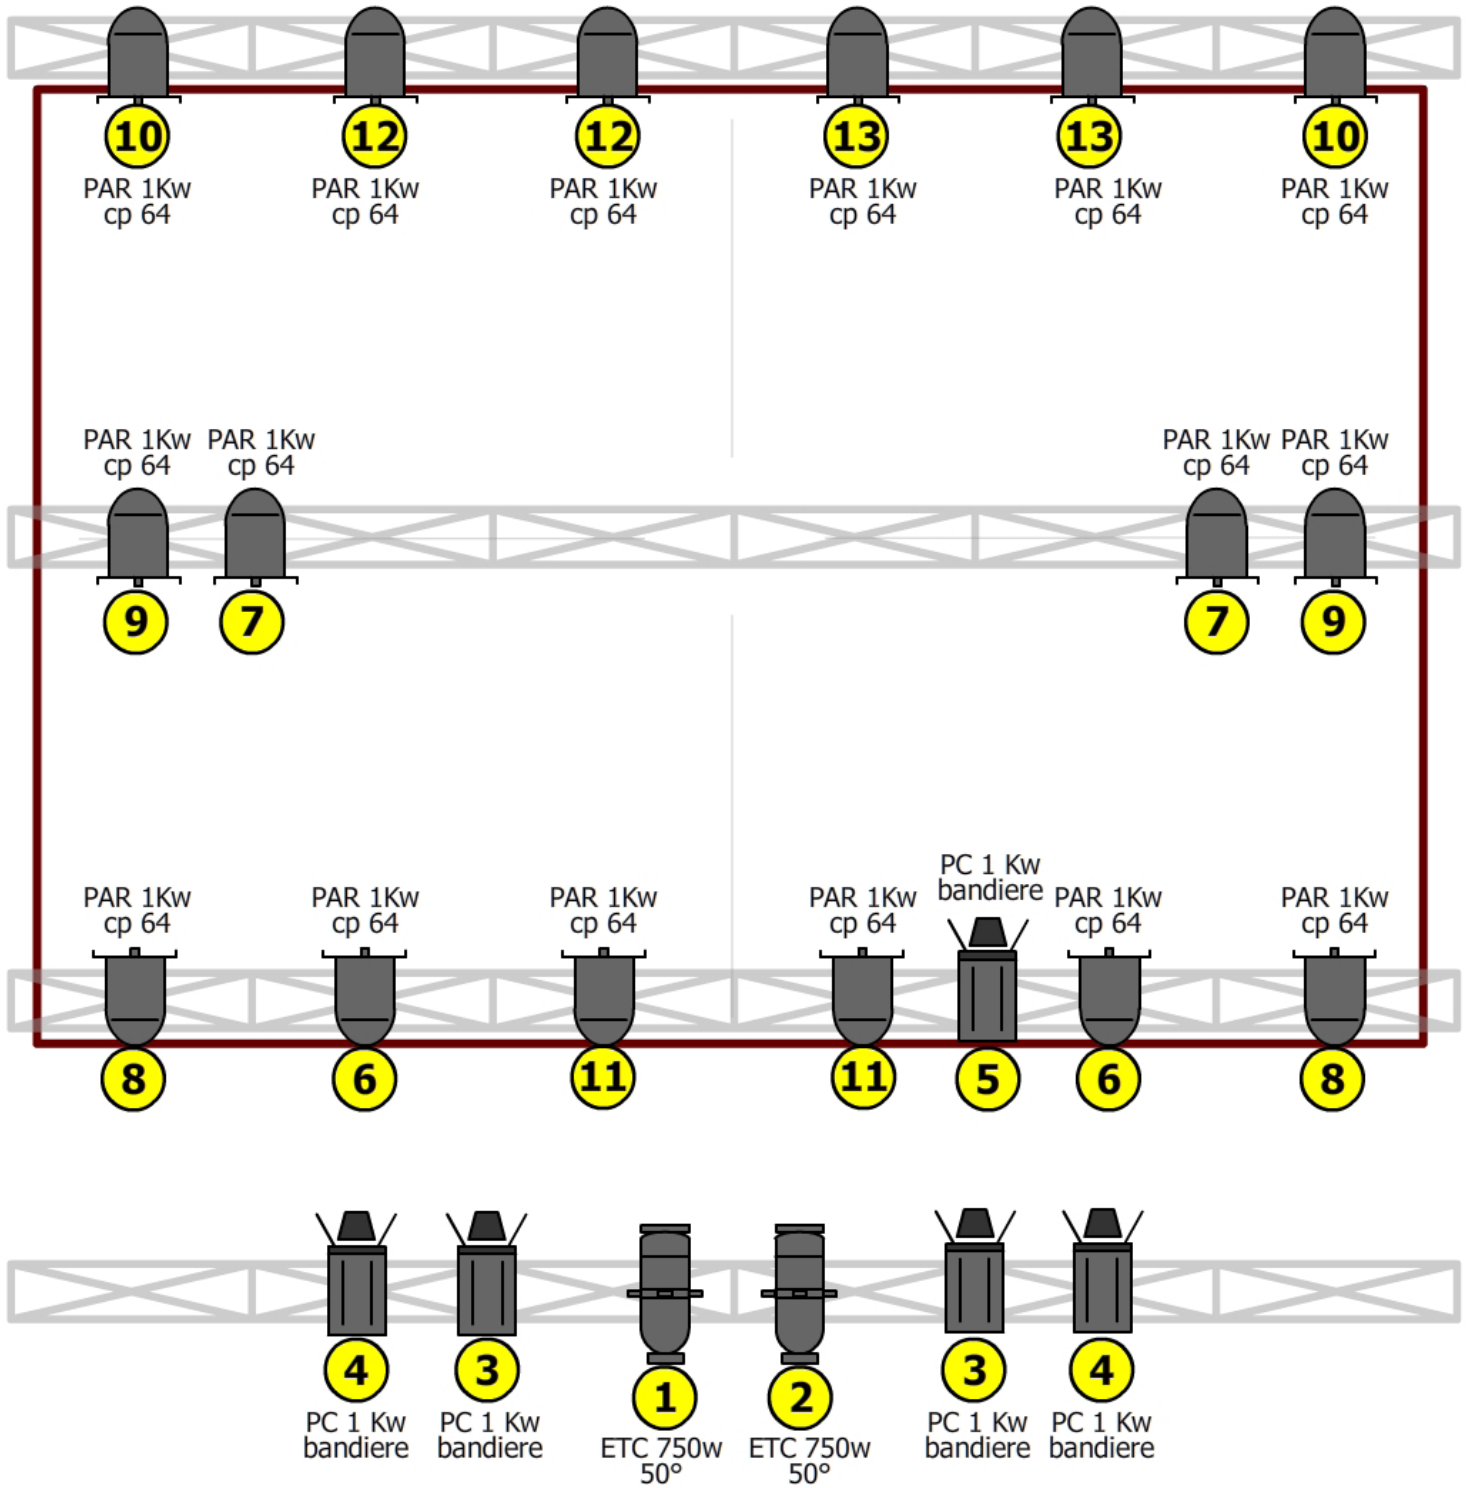 10 12 12 13 13 10
PAR 1Kw PAR 1Kw PAR 1Kw PAR 1Kw PAR 1Kw PAR 1Kw
cp 64 cp 64 cp 64 cp 64 cp 64 cp 64
PAR 1Kw PAR 1Kw PAR 1Kw PAR 1Kw
cp 64 cp 64 cp 64 cp 64
9 7 7 9
PC 1 Kw
bandiere
PAR 1Kw PAR 1Kw PAR 1Kw PAR 1Kw PAR 1Kw PAR 1Kw
cp 64 cp 64 cp 64 cp 64 cp 64 cp 64
8 6 11 11 5 6 8
4 3 1 2 3 4
PC 1 Kw PC 1 Kw PC 1 Kw PC 1 Kw
bandiere bandiere ETC 750w ETC 750w bandiere bandiere
50° 50°